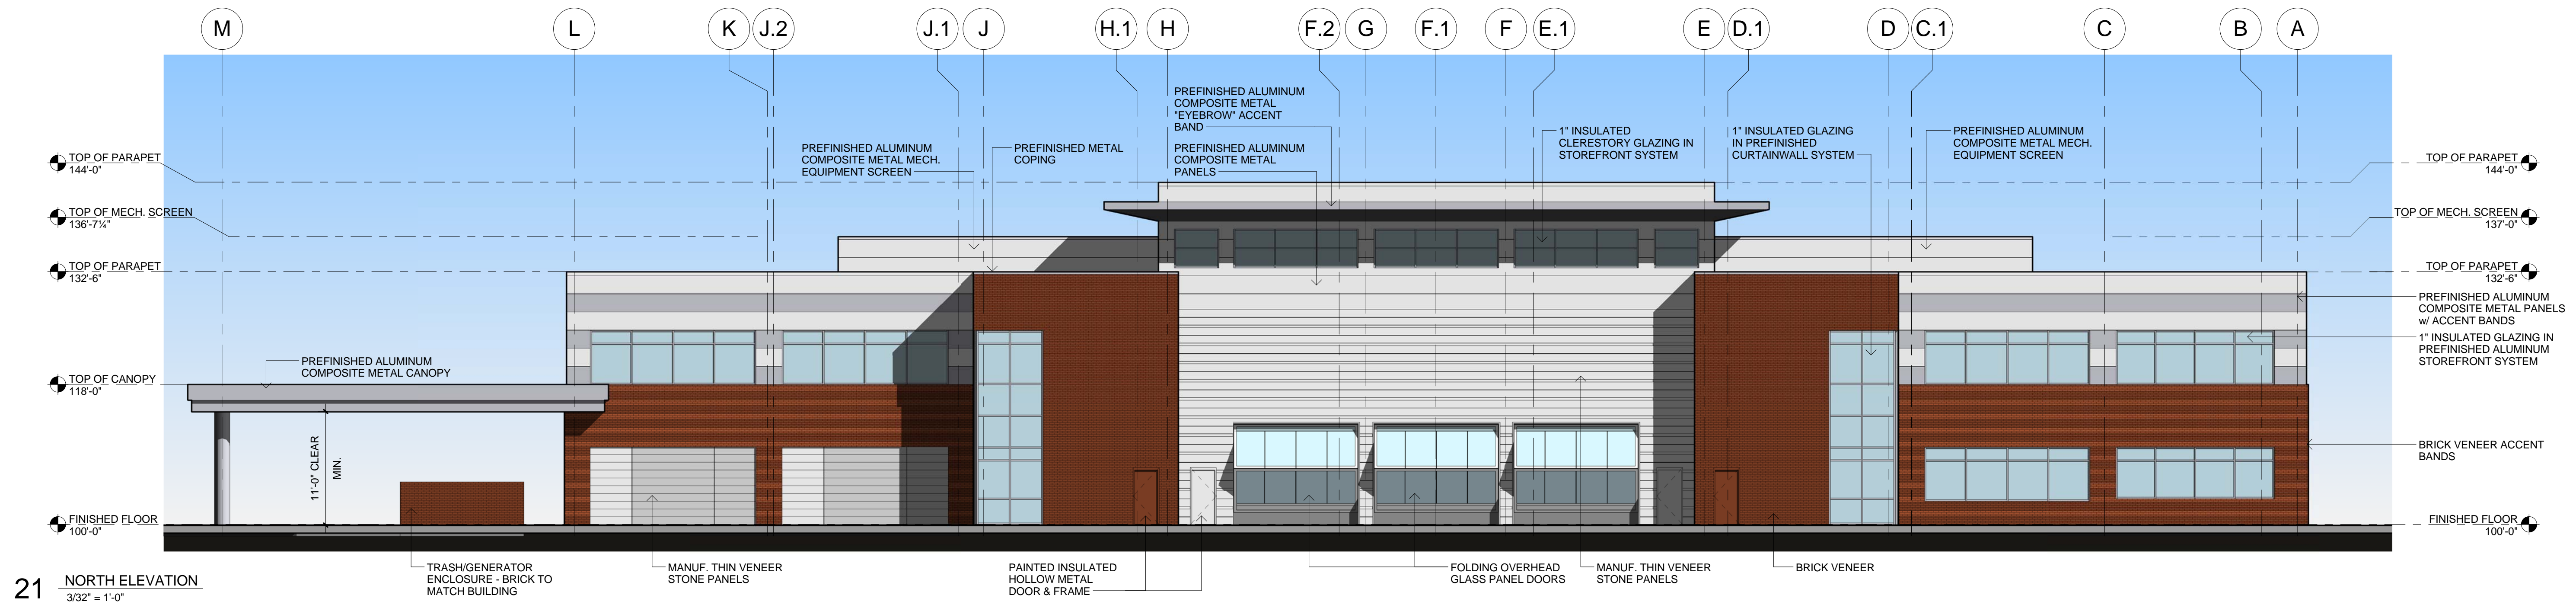 M
L
K
J.2
J.1
J
H.1
H
F.2
G
F.1
F
E.1
E
D.1
D
C.1
C
B
A
PREFINISHED ALUMINUM
COMPOSITE METAL
"EYEBROW" ACCENT
BAND
PREFINISHED ALUMINUM
COMPOSITE METAL MECH.
EQUIPMENT SCREEN
PREFINISHED METAL
COPING
PREFINISHED ALUMINUM
COMPOSITE METAL
PANELS
1" INSULATED
CLERESTORY GLAZING IN
STOREFRONT SYSTEM
1" INSULATED GLAZING
IN PREFINISHED
CURTAINWALL SYSTEM
PREFINISHED ALUMINUM
COMPOSITE METAL MECH.
EQUIPMENT SCREEN
TOP OF PARAPET
144'-0"
TOP OF MECH. SCREEN
136'-7¼"
TOP OF PARAPET
132'-6"
TOP OF CANOPY
118'-0"
FINISHED FLOOR
100'-0"
PREFINISHED ALUMINUM
COMPOSITE METAL CANOPY
11'-0" CLEAR
MIN.
TOP OF PARAPET
144'-0"
TOP OF MECH. SCREEN
137'-0"
TOP OF PARAPET
132'-6"
PREFINISHED ALUMINUM
COMPOSITE METAL PANELS
w/ ACCENT BANDS
1" INSULATED GLAZING IN
PREFINISHED ALUMINUM
STOREFRONT SYSTEM
BRICK VENEER ACCENT
BANDS
FINISHED FLOOR
100'-0"
TRASH/GENERATOR
ENCLOSURE - BRICK TO
MATCH BUILDING
MANUF. THIN VENEER
STONE PANELS
PAINTED INSULATED
HOLLOW METAL
DOOR & FRAME
FOLDING OVERHEAD
GLASS PANEL DOORS
MANUF. THIN VENEER
STONE PANELS
BRICK VENEER
21 NORTH ELEVATION
3/32" = 1'-0"